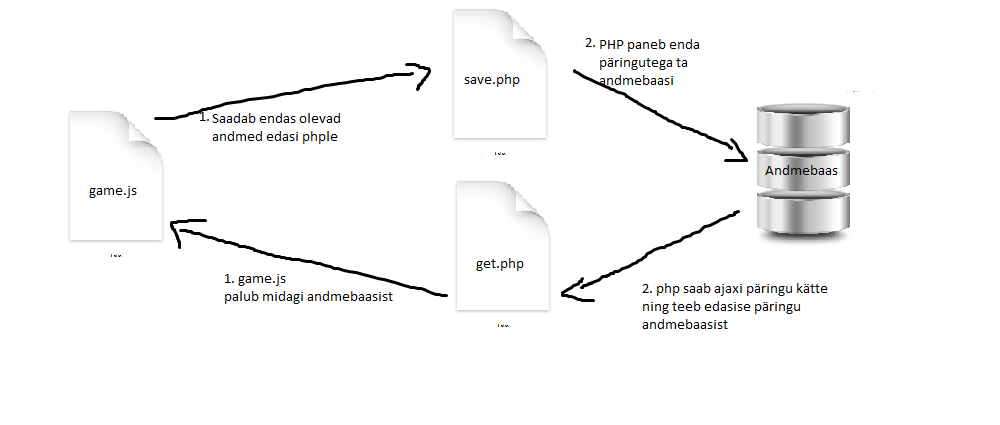 save.php
2. PHP paneb enda
päringutega ta
andmebaasi
1. Saadab endas olevad
andmed edasi phple
game.js
Andmebaas
get.php
1. game.js
palub midagi andmebaasist
2. php saab ajaxi päringu kätte
ning teeb edasise päringu
andmebaasist